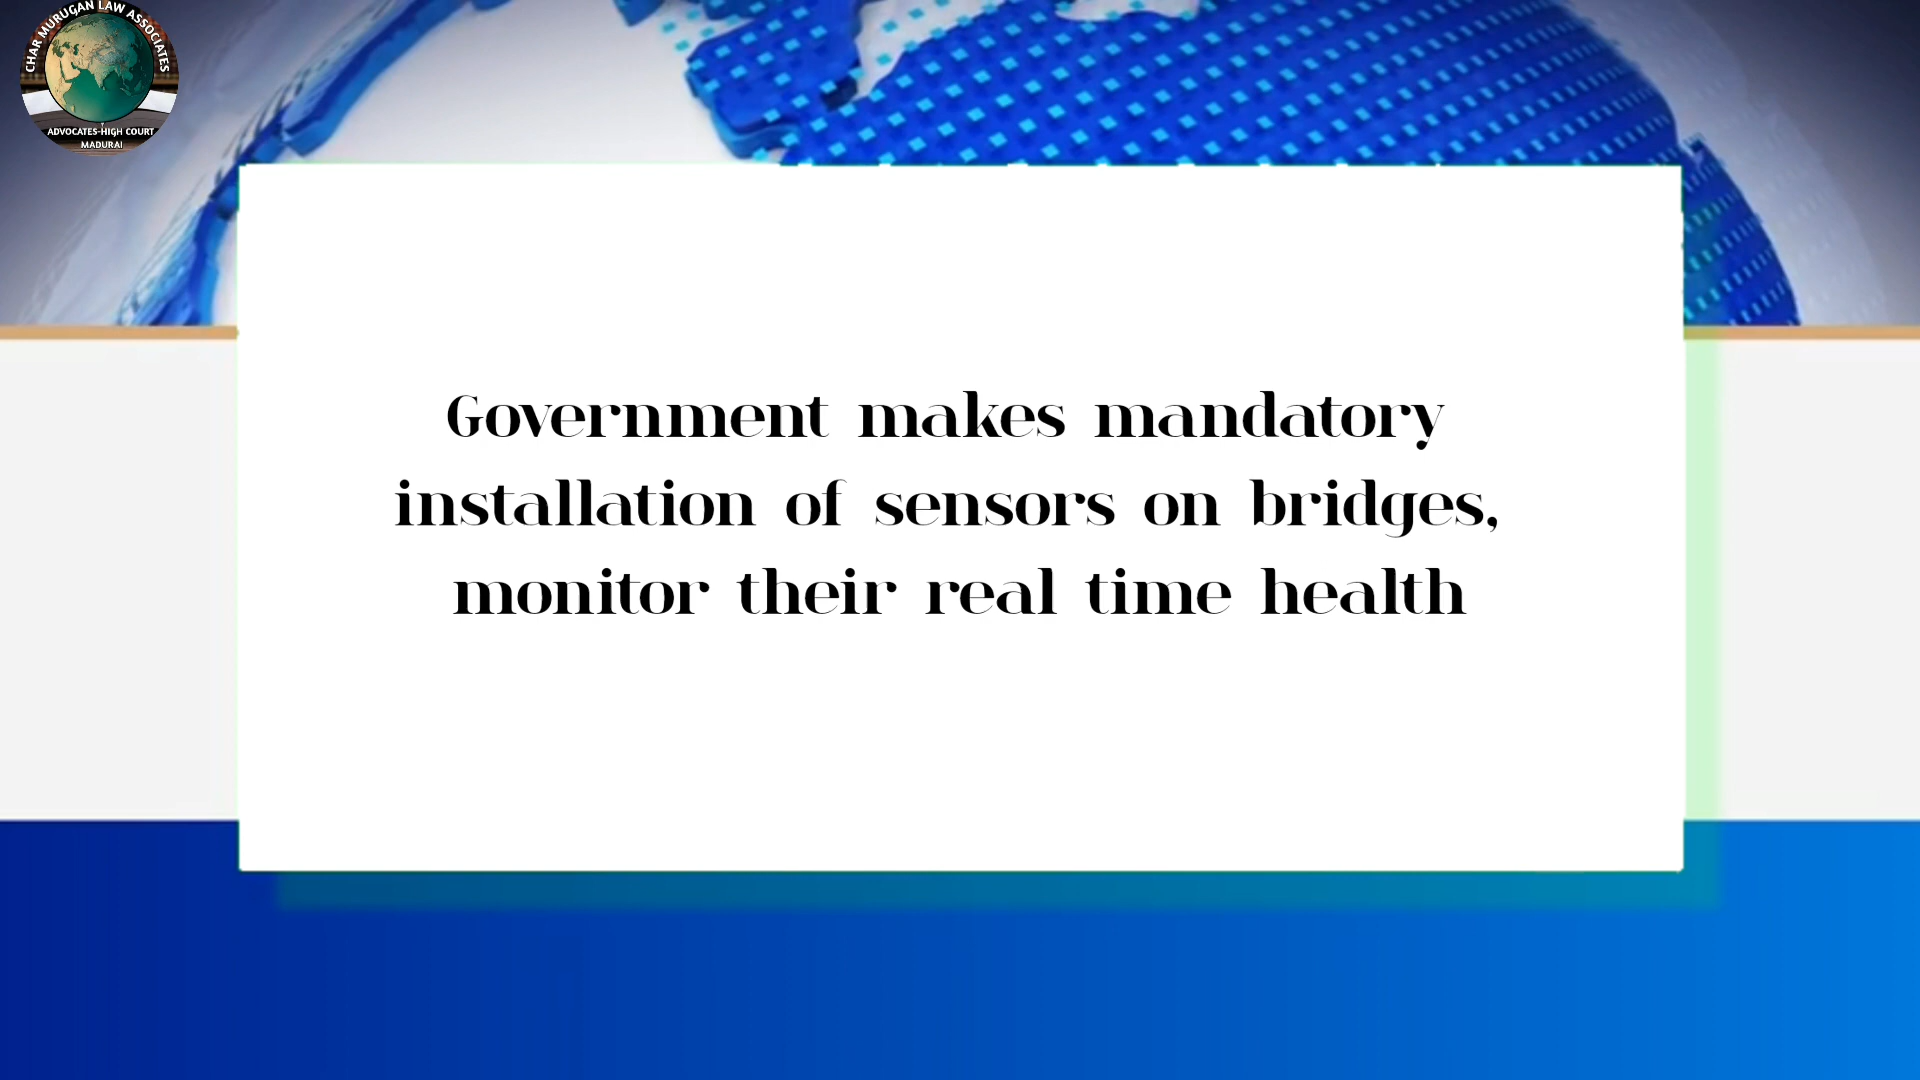 CHAR MURUGAN LAW ASSOCIATES
ADVOCATES-HIGH COURT
MADURAI
Government makes mandatory
installation of sensors on bridges,
monitor their real time health